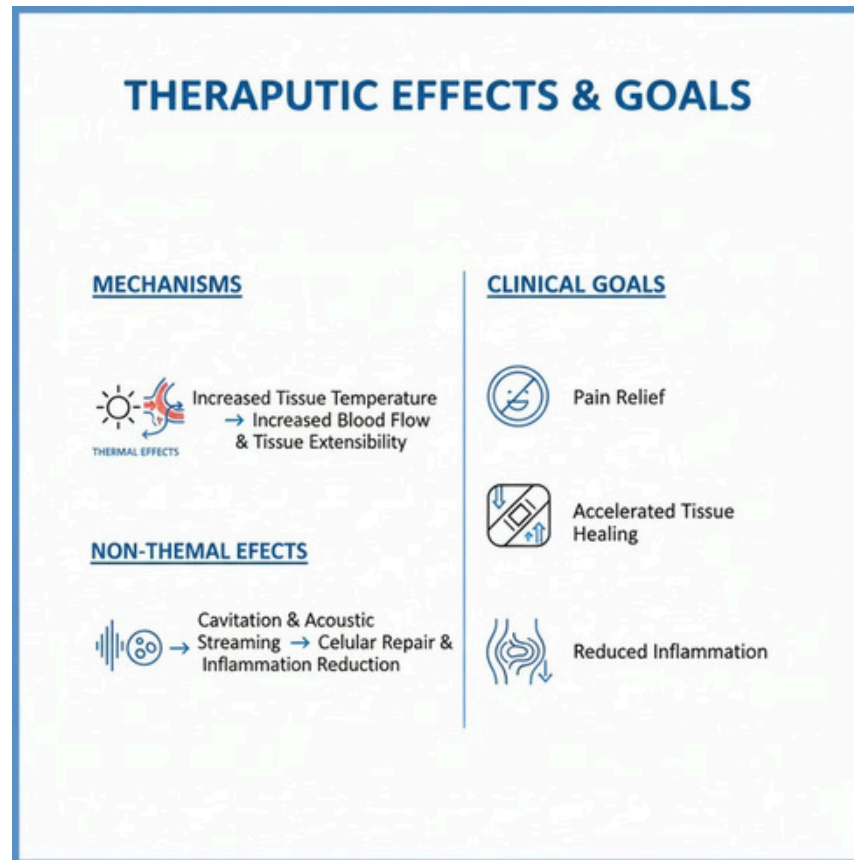 THERAPUTIC EFFECTS & GOALS
MECHANISMS
Increased Tissue Temperature
→ Increased Blood Flow
& Tissue Extensibility
THERMAL EFFECTS
NON-THEMAL EFECTS
Cavitation & Acoustic
Streaming → Celular Repair &
Inflammation Reduction
CLINICAL GOALS
Pain Relief
Accelerated Tissue
Healing
Reduced Inflammation